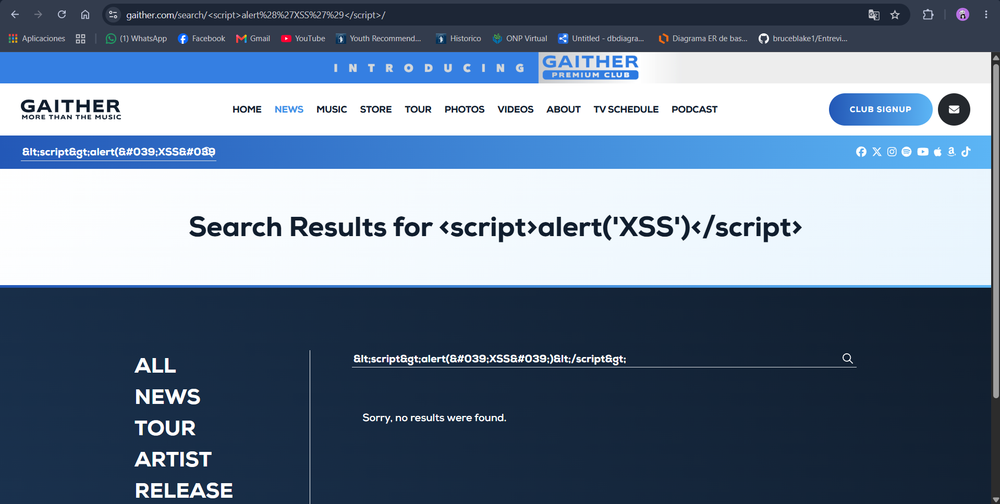 gaither.com/search/<script>alert%28%27XSS%27%29</script>/
Aplicaciones
(1) WhatsApp
Facebook
Gmail
YouTube
Youth Recommend...
Historico
ONP Virtual
Untitled - dbdiagra...
Diagrama ER de bas...
bruceblake1/Entrevi...
INTRODUCING
GAITHER
PREMIUM CLUB
GAITHER
MORE THAN THE MUSIC
HOME
NEWS
MUSIC
STORE
TOUR
PHOTOS
VIDEOS
ABOUT
TV SCHEDULE
PODCAST
CLUB SIGNUP
&lt;script&gt;alert(&#039;XSS&#039
Search Results for <script>alert('XSS')</script>
ALL
NEWS
TOUR
ARTIST
RELEASE
&lt;script&gt;alert(&#039;XSS&#039;)&lt;/script&gt;
Sorry, no results were found.